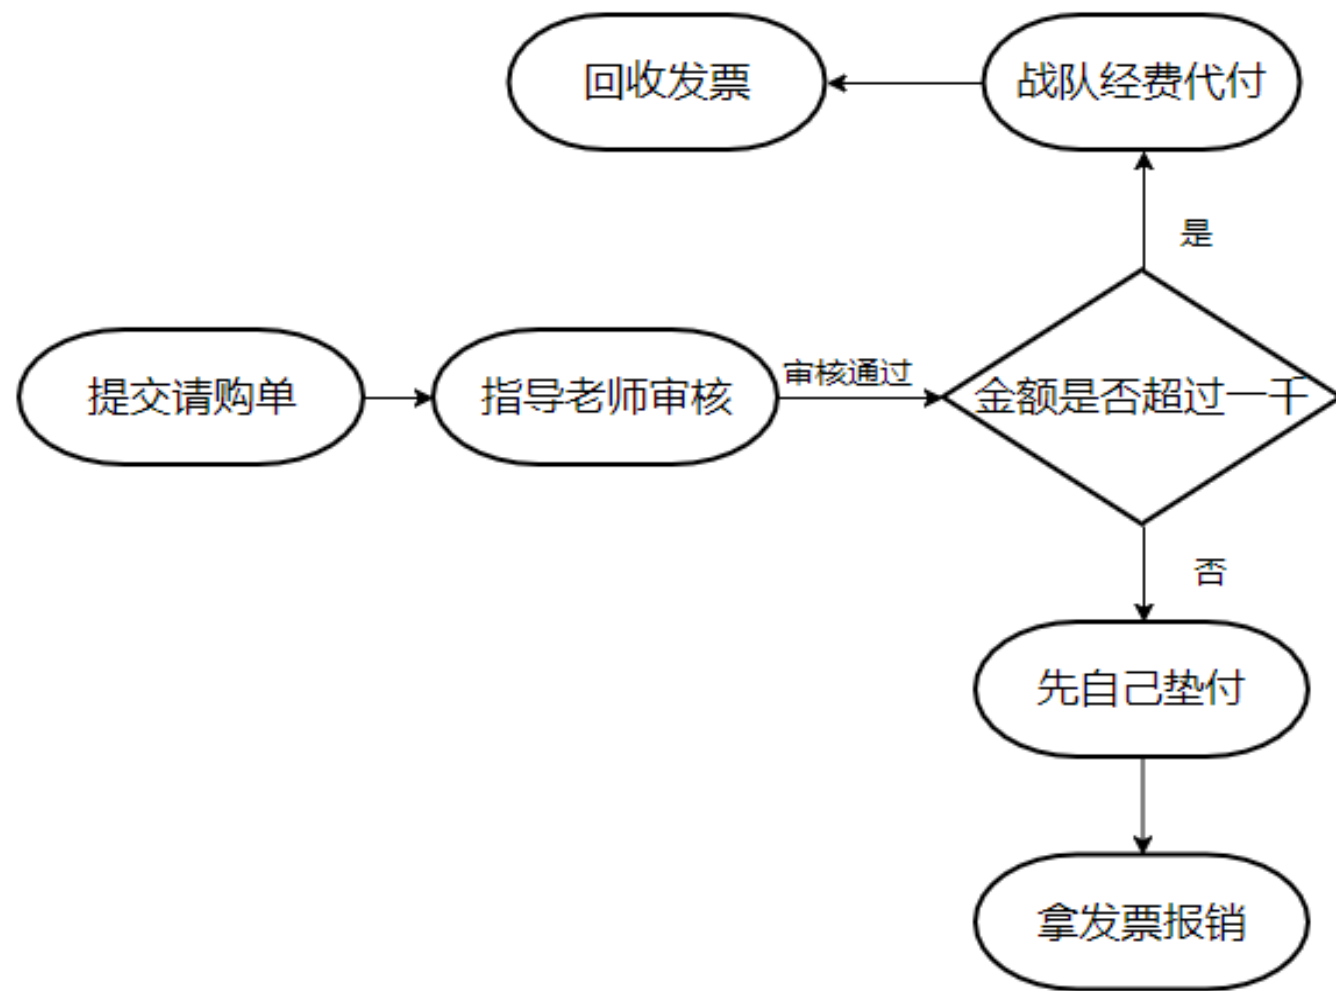 回收发票
战队经费代付
是
提交请购单
指导老师审核
审核通过
金额是否超过一千
否
先自己垫付
拿发票报销